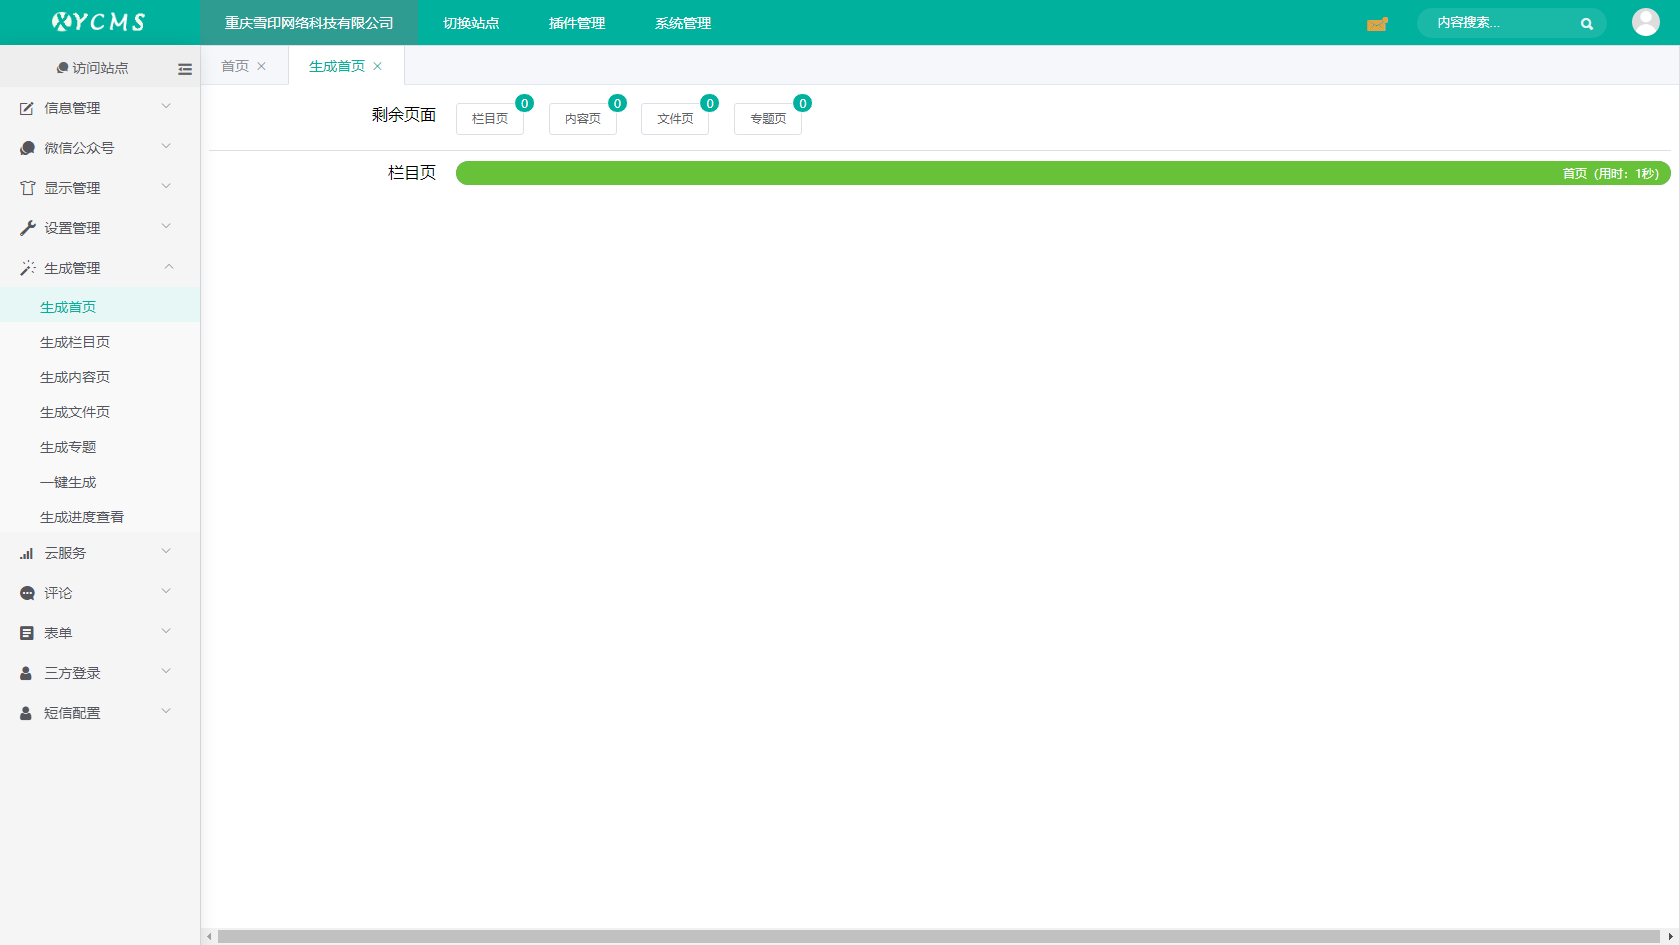 XYCMS
重庆雪印网络科技有限公司
切换站点
插件管理
系统管理
内容搜索...
访问站点
首页
生成首页
信息管理
微信公众号
显示管理
设置管理
生成管理
生成首页
生成栏目页
生成内容页
生成文件页
生成专题
一键生成
生成进度查看
云服务
评论
表单
三方登录
短信配置
剩余页面
栏目页 0
内容页 0
文件页 0
专题页 0
栏目页
首页（用时：1秒）